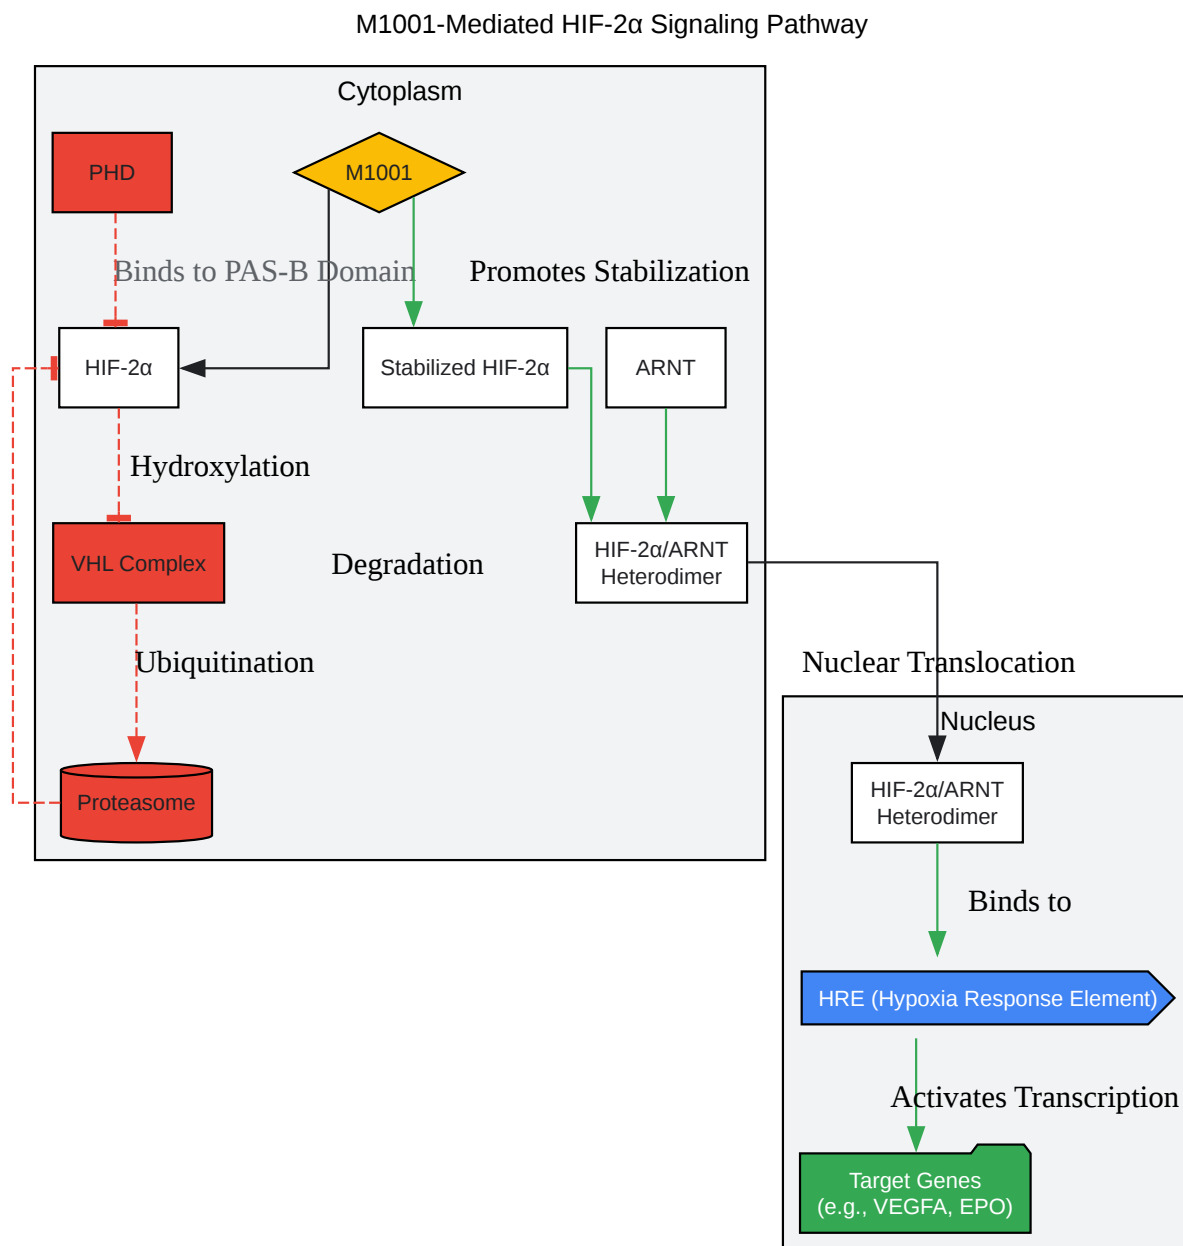 M1001-Mediated HIF-2α Signaling Pathway
Cytoplasm
PHD
M1001
Binds to PAS-B Domain
Promotes Stabilization
HIF-2α
Stabilized HIF-2α
ARNT
Hydroxylation
VHL Complex
Degradation
HIF-2α/ARNT
Heterodimer
Ubiquitination
Nuclear Translocation
Nucleus
Proteasome
HIF-2α/ARNT
Heterodimer
Binds to
HRE (Hypoxia Response Element)
Activates Transcription
Target Genes
(e.g., VEGFA, EPO)